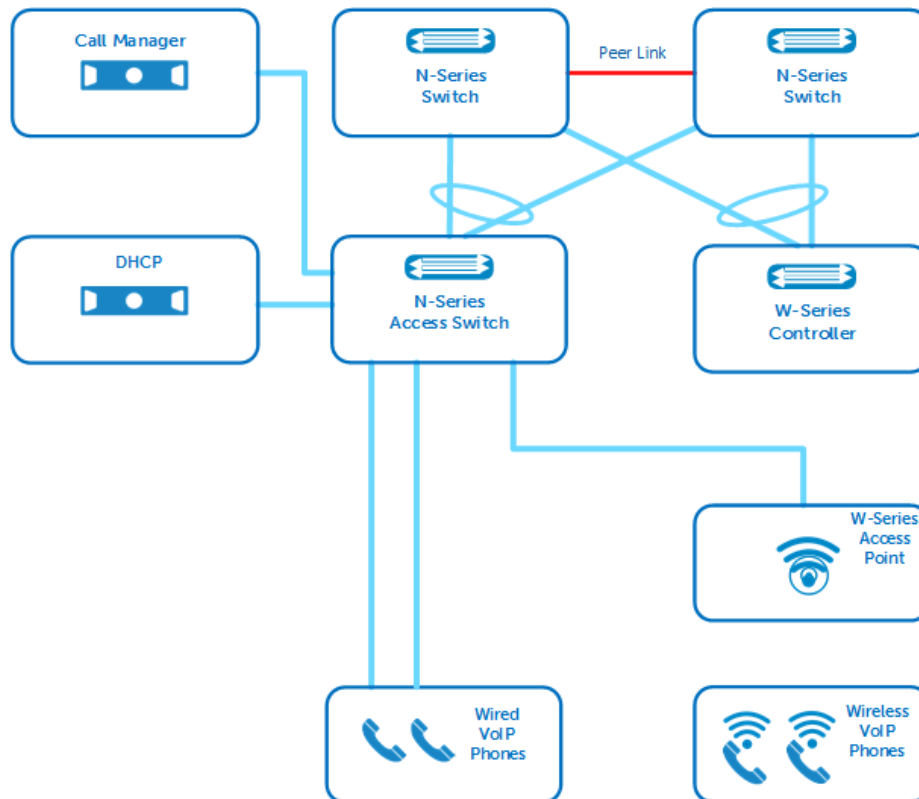 Call Manager
N-Series
Switch
Peer Link
N-Series
Switch
DHCP
N-Series
Access Switch
W-Series
Controller
W-Series
Access
Point
Wired
VoIP
Phones
Wireless
VoIP
Phones